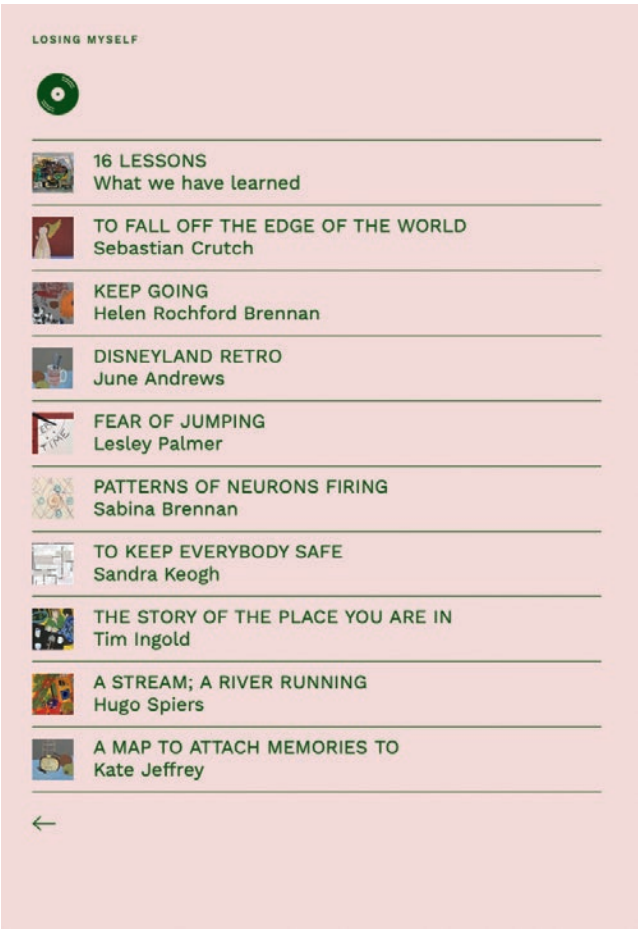 LOSING MYSELF
16 LESSONS
What we have learned
TO FALL OFF THE EDGE OF THE WORLD
Sebastian Crutch
KEEP GOING
Helen Rochford Brennan
DISNEYLAND RETRO
June Andrews
FEAR OF JUMPING
Lesley Palmer
PATTERNS OF NEURONS FIRING
Sabina Brennan
TO KEEP EVERYBODY SAFE
Sandra Keogh
THE STORY OF THE PLACE YOU ARE IN
Tim Ingold
A STREAM; A RIVER RUNNING
Hugo Spiers
A MAP TO ATTACH MEMORIES TO
Kate Jeffrey